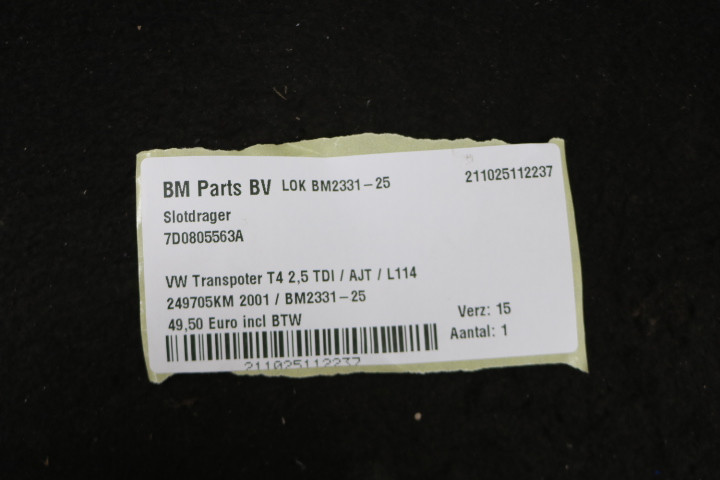 BM Parts BV LOK BM2331-25 211025112237
Slotdrager
7D0805563A
VW Transpoter T4 2,5 TDI / AJT / L114
249705KM 2001 / BM2331-25
49,50 Euro incl BTW
Verz: 15
Aantal: 1
211025112237